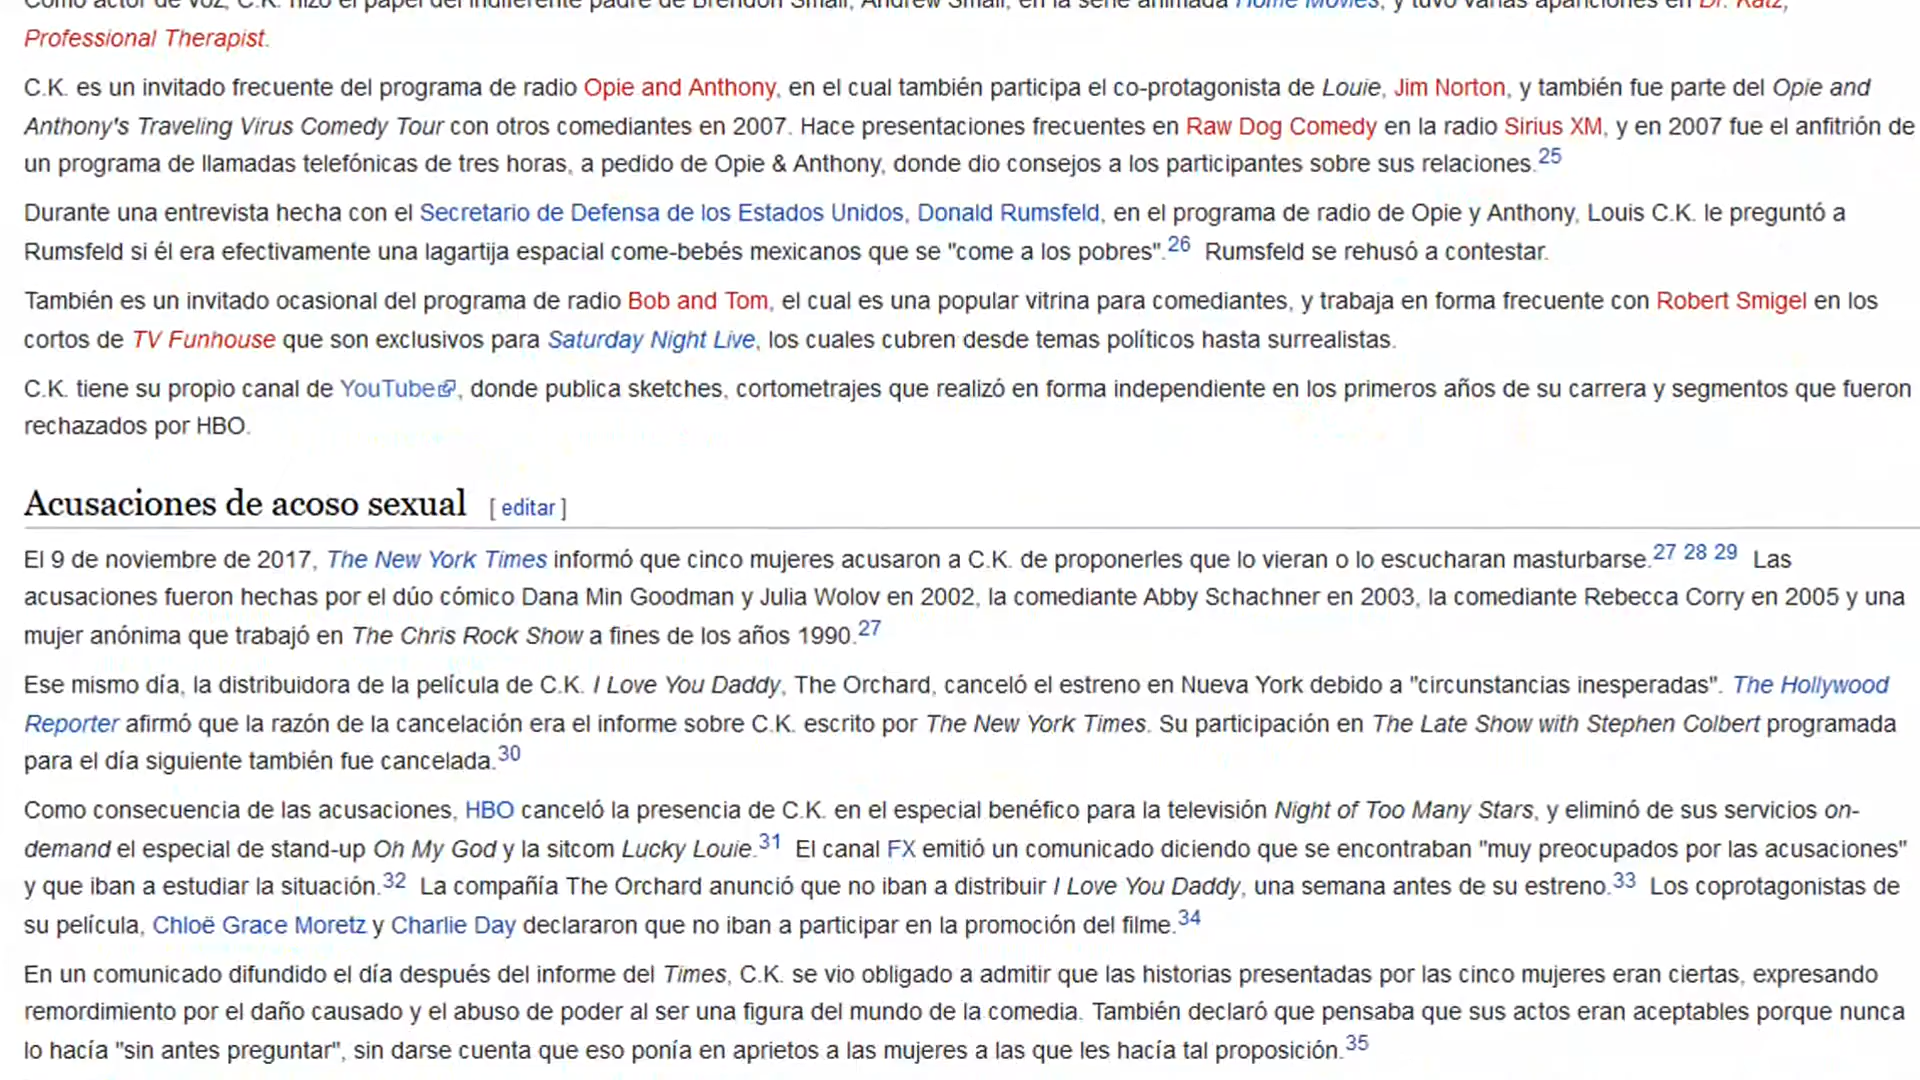 Como actor de voz, C.K. hizo el papel del indiferente padre de Brendon Small, Andrew Small, en la serie animada Home Movies, y tuvo varias apariciones en Dr. Katz,
Professional Therapist.
C.K. es un invitado frecuente del programa de radio Opie and Anthony, en el cual también participa el co-protagonista de Louie, Jim Norton, y también fue parte del Opie and
Anthony's Traveling Virus Comedy Tour con otros comediantes en 2007. Hace presentaciones frecuentes en Raw Dog Comedy en la radio Sirius XM, y en 2007 fue el anfitrión de
un programa de llamadas telefónicas de tres horas, a pedido de Opie & Anthony, donde dio consejos a los participantes sobre sus relaciones.25
Durante una entrevista hecha con el Secretario de Defensa de los Estados Unidos, Donald Rumsfeld, en el programa de radio de Opie y Anthony, Louis C.K. le preguntó a
Rumsfeld si él era efectivamente una lagartija espacial come-bebés mexicanos que se "come a los pobres".26 Rumsfeld se rehusó a contestar.
También es un invitado ocasional del programa de radio Bob and Tom, el cual es una popular vitrina para comediantes, y trabaja en forma frecuente con Robert Smigel en los
cortos de TV Funhouse que son exclusivos para Saturday Night Live, los cuales cubren desde temas políticos hasta surrealistas.
C.K. tiene su propio canal de YouTube, donde publica sketches, cortometrajes que realizó en forma independiente en los primeros años de su carrera y segmentos que fueron
rechazados por HBO.
Acusaciones de acoso sexual [ editar ]
El 9 de noviembre de 2017, The New York Times informó que cinco mujeres acusaron a C.K. de proponerles que lo vieran o lo escucharan masturbarse.27 28 29 Las
acusaciones fueron hechas por el dúo cómico Dana Min Goodman y Julia Wolov en 2002, la comediante Abby Schachner en 2003, la comediante Rebecca Corry en 2005 y una
mujer anónima que trabajó en The Chris Rock Show a fines de los años 1990.27
Ese mismo día, la distribuidora de la película de C.K. I Love You Daddy, The Orchard, canceló el estreno en Nueva York debido a "circunstancias inesperadas". The Hollywood
Reporter afirmó que la razón de la cancelación era el informe sobre C.K. escrito por The New York Times. Su participación en The Late Show with Stephen Colbert programada
para el día siguiente también fue cancelada.30
Como consecuencia de las acusaciones, HBO canceló la presencia de C.K. en el especial benéfico para la televisión Night of Too Many Stars, y eliminó de sus servicios on-
demand el especial de stand-up Oh My God y la sitcom Lucky Louie.31 El canal FX emitió un comunicado diciendo que se encontraban "muy preocupados por las acusaciones"
y que iban a estudiar la situación.32 La compañía The Orchard anunció que no iban a distribuir I Love You Daddy, una semana antes de su estreno.33 Los coprotagonistas de
su película, Chloë Grace Moretz y Charlie Day declararon que no iban a participar en la promoción del filme.34
En un comunicado difundido el día después del informe del Times, C.K. se vio obligado a admitir que las historias presentadas por las cinco mujeres eran ciertas, expresando
remordimiento por el daño causado y el abuso de poder al ser una figura del mundo de la comedia. También declaró que pensaba que sus actos eran aceptables porque nunca
lo hacía "sin antes preguntar", sin darse cuenta que eso ponía en aprietos a las mujeres a las que les hacía tal proposición.35